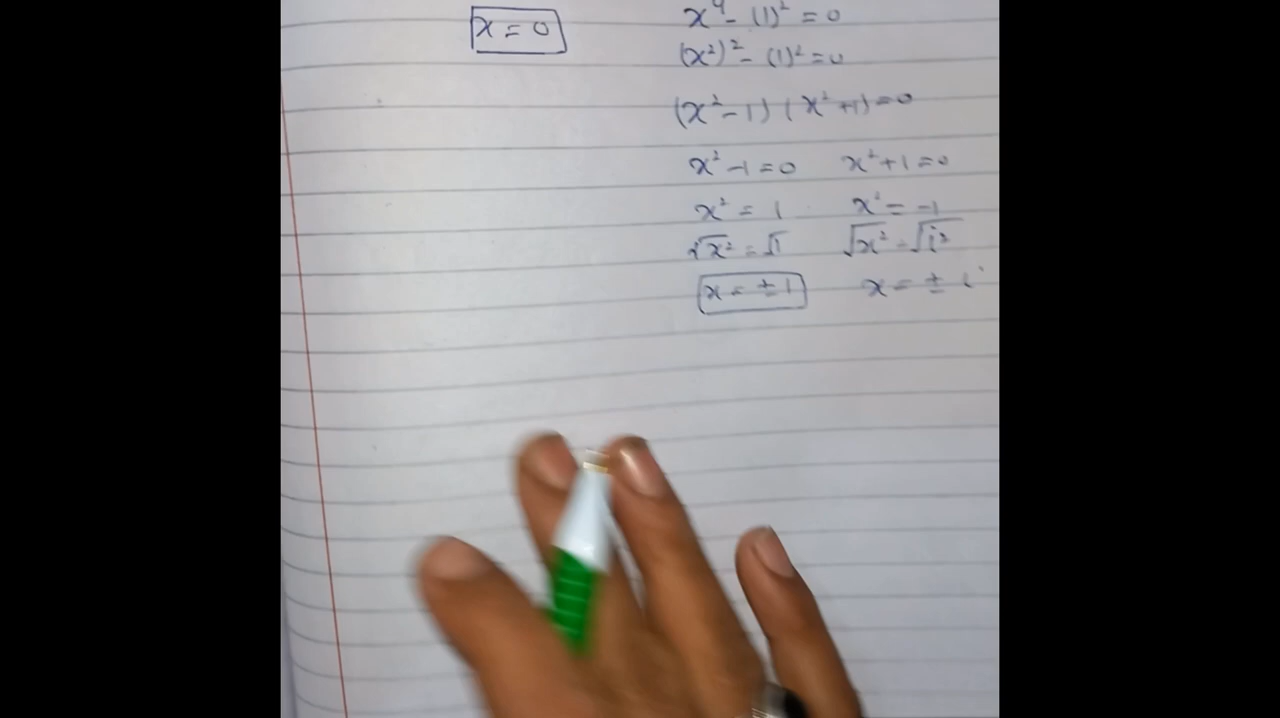 x = 0
x⁴ - (1)² = 0
(x²)² - (1)² = 0
(x² - 1) (x² + 1) = 0
x² - 1 = 0 x² + 1 = 0
x² = 1 x² = -1
√x² = √1 √x² = √i²
x = ± 1 x = ± i